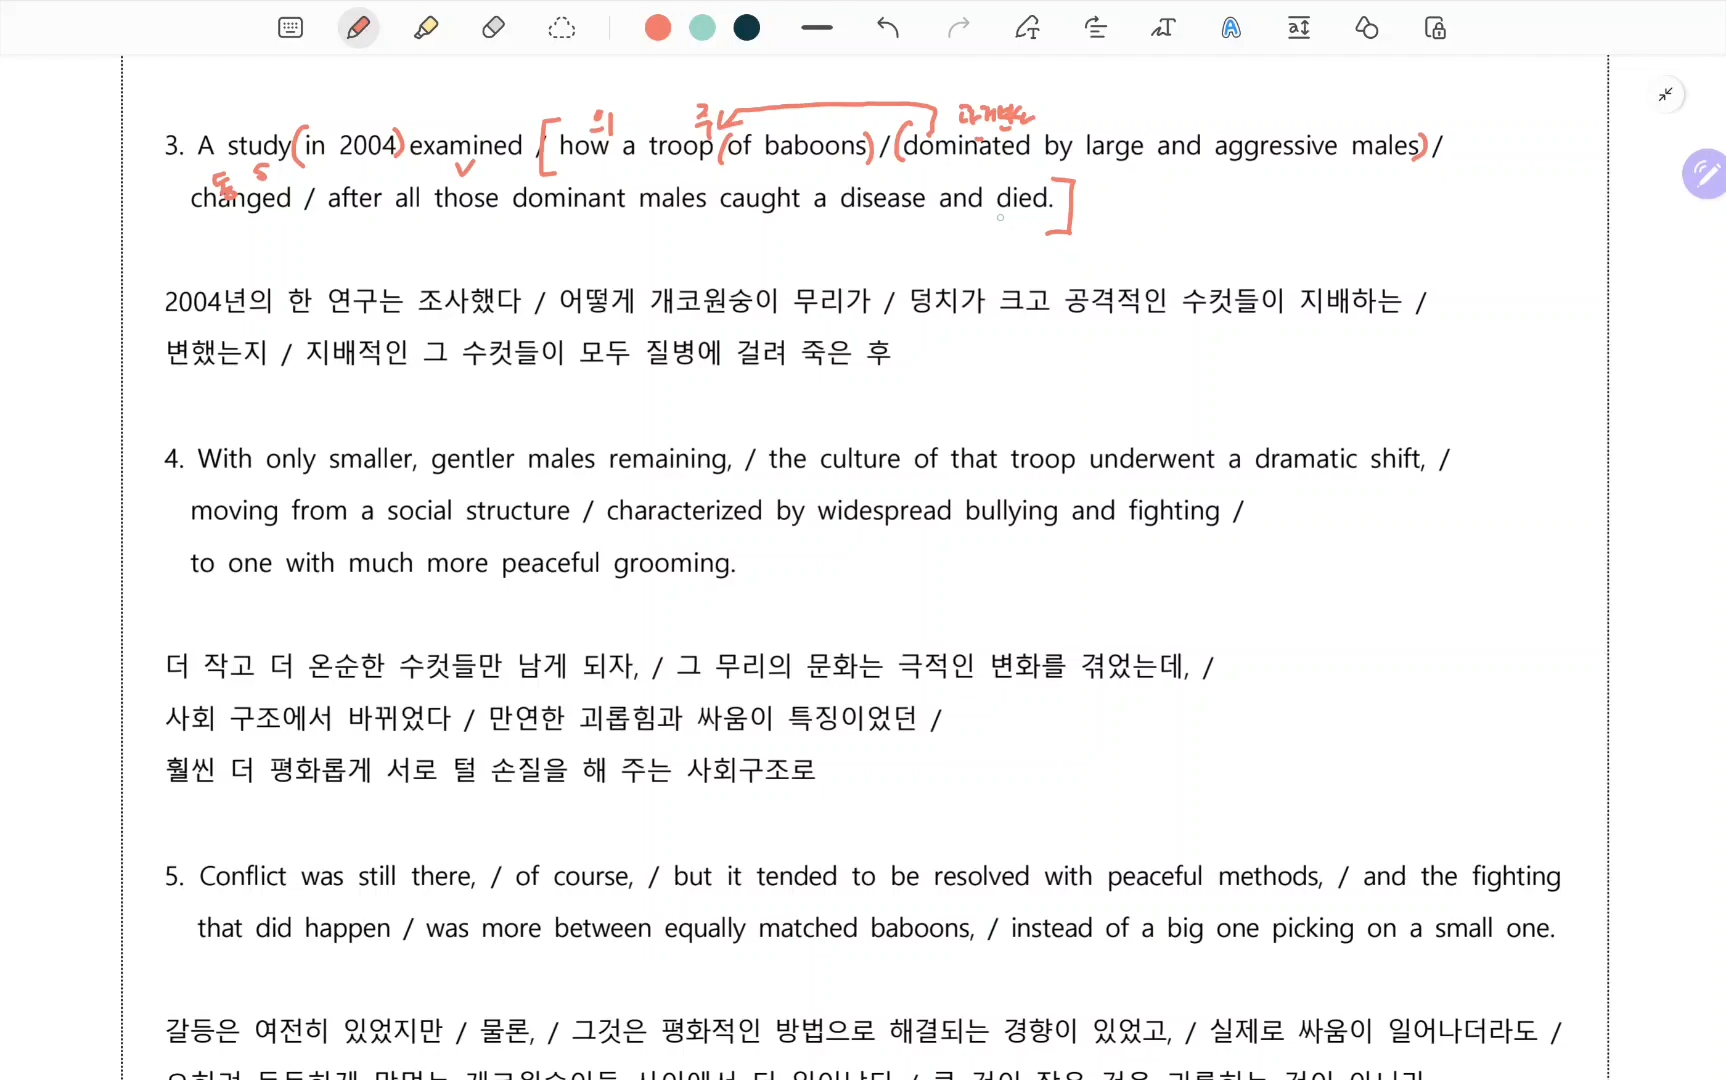 의 주 과거분사
3. A study (in 2004) examined / [how a troop (of baboons) / (dominated by large and aggressive males) /
동 S V
changed / after all those dominant males caught a disease and died.]
2004년의 한 연구는 조사했다 / 어떻게 개코원숭이 무리가 / 덩치가 크고 공격적인 수컷들이 지배하는 /
변했는지 / 지배적인 그 수컷들이 모두 질병에 걸려 죽은 후
4. With only smaller, gentler males remaining, / the culture of that troop underwent a dramatic shift, /
moving from a social structure / characterized by widespread bullying and fighting /
to one with much more peaceful grooming.
더 작고 더 온순한 수컷들만 남게 되자, / 그 무리의 문화는 극적인 변화를 겪었는데, /
사회 구조에서 바뀌었다 / 만연한 괴롭힘과 싸움이 특징이었던 /
훨씬 더 평화롭게 서로 털 손질을 해 주는 사회구조로
5. Conflict was still there, / of course, / but it tended to be resolved with peaceful methods, / and the fighting
that did happen / was more between equally matched baboons, / instead of a big one picking on a small one.
갈등은 여전히 있었지만 / 물론, / 그것은 평화적인 방법으로 해결되는 경향이 있었고, / 실제로 싸움이 일어나더라도 /